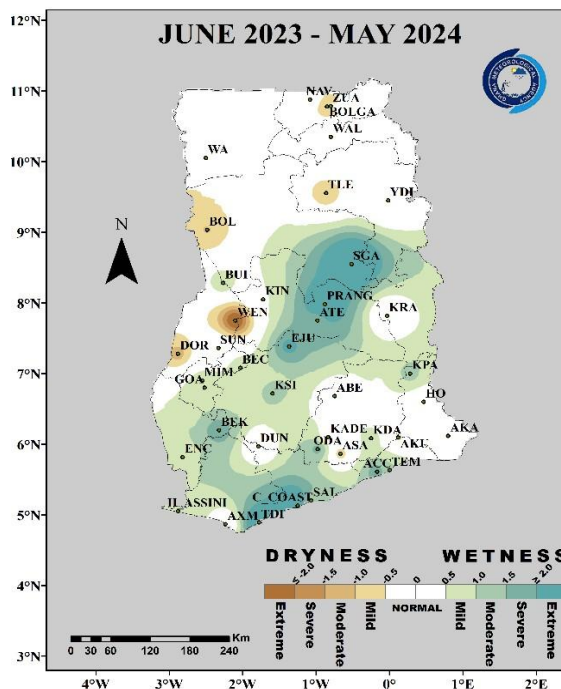 JUNE 2023 - MAY 2024
12°N
11°N
10°N
9°N
8°N
7°N
6°N
5°N
4°N
3°N
N
GHANA METEOROLOGICAL AGENCY
NAV
ZUA
BOLGA
WAL
WA
TLE
YDI
BOL
SGA
BUI
KIN
PRANG
KRA
WEN
ATE
SUN
EJU
DOR
BEC
KPA
GOA
MIM
KSI
ABE
HO
BEK
KADE
KDA
AKA
DUN
ODA
ASA
AKU
ENC
ACC
TEM
C_COAST
SAL
AXM
TDI
DRYNESS WETNESS
≤ -2.0 -1.5 -1.0 -0.5 0 0.5 1.0 1.5 ≥ 2.0
NORMAL
Extreme Severe Moderate Mild Mild Moderate Severe Extreme
0 30 60 120 180 240
Km
4°W 3°W 2°W 1°W 0° 1°E 2°E